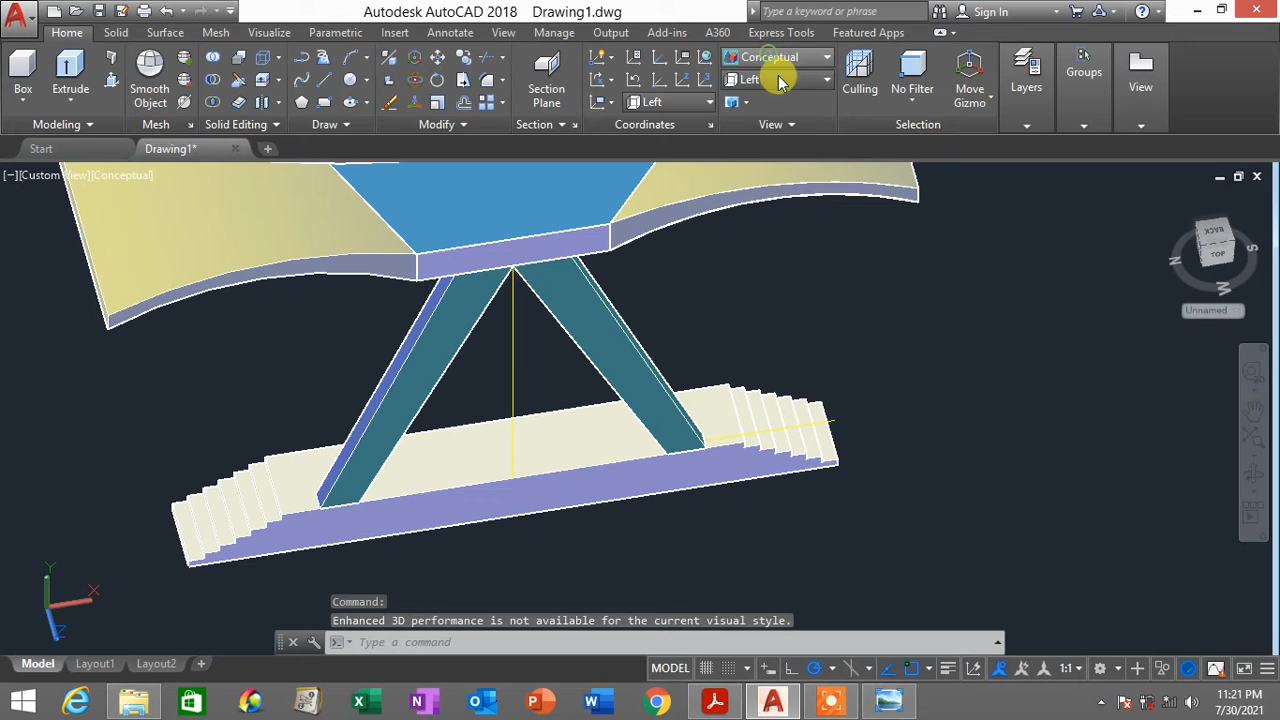 Autodesk AutoCAD 2018 Drawing1.dwg
Type a keyword or phrase
Sign In
Home Solid Surface Mesh Visualize Parametric Insert Annotate View Manage Output Add-ins A360 Express Tools Featured Apps
Box
Extrude
Smooth Object
Section Plane
Left
Conceptual
Left
Culling
No Filter
Move Gizmo
Layers
Groups
View
Modeling Mesh Solid Editing Draw Modify Section Coordinates View Selection
Start Drawing1*
[−][Custom View][Conceptual]
BACK
TOP
N
S
W
Unnamed
Y
X
Z
Command:
Enhanced 3D performance is not available for the current visual style.
Type a command
Model Layout1 Layout2
MODEL
1:1
11:21 PM
7/30/2021